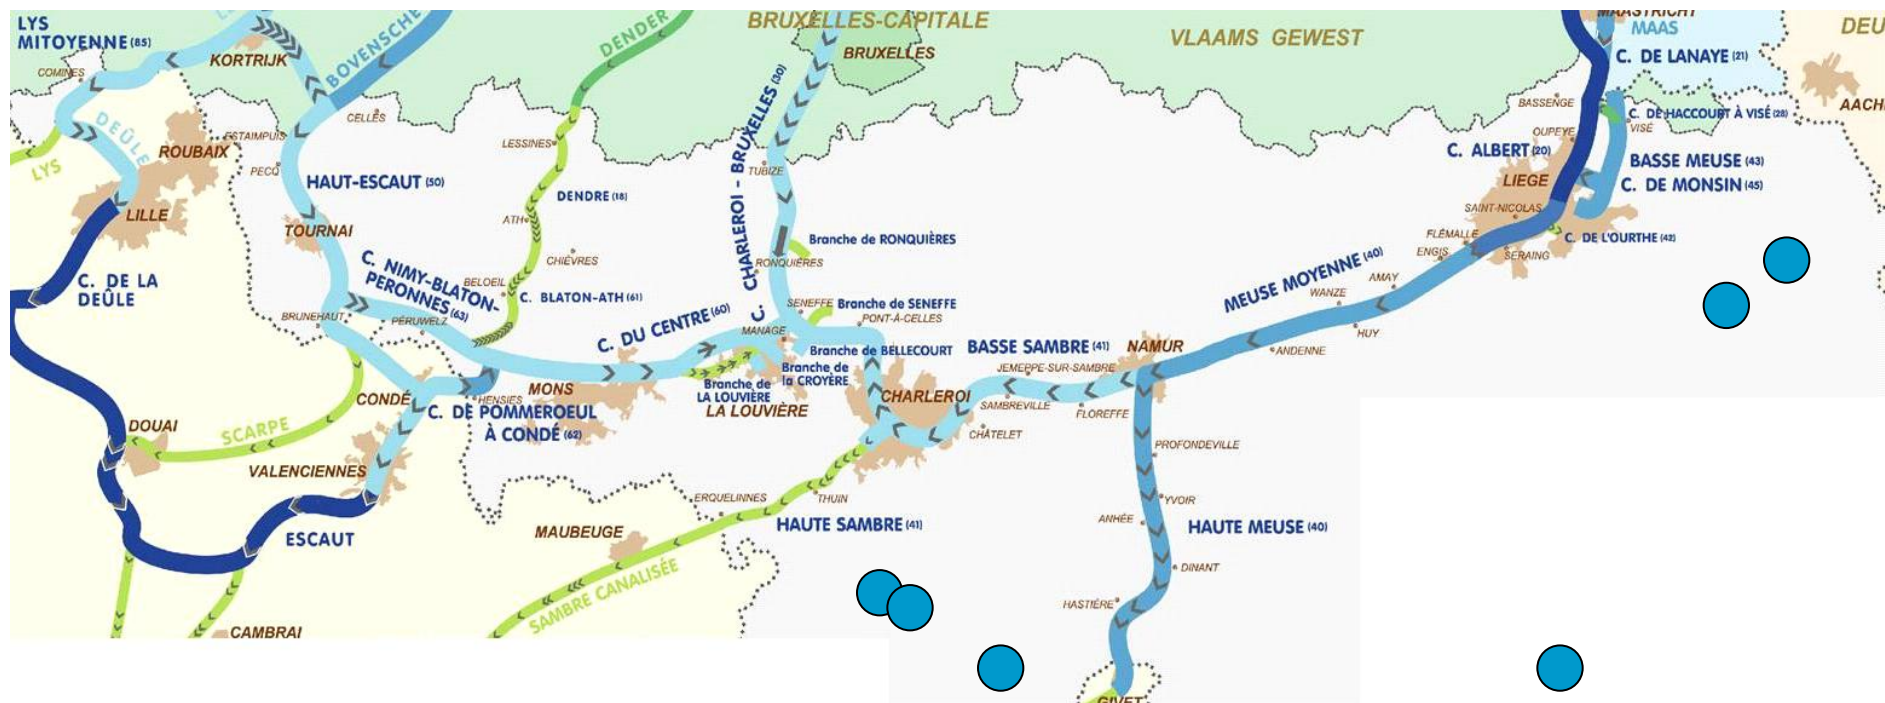 LYS
MITOYENNE (85)
COMINES
KORTRIJK
BOVENSCHE
DENDER
BRUXELLES-CAPITALE
BRUXELLES
VLAAMS GEWEST
MAASTRICHT
MAAS
C. DE LANAYE (21)
DEU
AACH
BASSENGE
C. DE HACCOURT À VISÉ (28)
VISÉ
OUPEYE
C. ALBERT (20)
BASSE MEUSE (43)
C. DE MONSIN (45)
LIEGE
SAINT-NICOLAS
FLÉMALLE
ENGIS
SERAING
C. DE L'OURTHE (42)
DEÛLE
LYS
ROUBAIX
LILLE
ESTAIMPUIS
PECQ
CELLES
HAUT-ESCAUT (50)
TOURNAI
LESSINES
DENDRE (18)
ATH
CHIÈVRES
BELOEIL
C. BLATON-ATH (61)
C. NIMY-BLATON-
PERONNES (63)
PÉRUWELZ
BRUNEHAUT
C. DE LA
DEÛLE
TUBIZE
C. CHARLEROI - BRUXELLES (30)
Branche de RONQUIÈRES
RONQUIÈRES
SENEFFE
Branche de SENEFFE
PONT-À-CELLES
MANAGE
C. DU CENTRE (60)
Branche de BELLECOURT
Branche de
la CROYÈRE
Branche de
LA LOUVIÈRE
LA LOUVIÈRE
MONS
HENSIES
CONDÉ
C. DE POMMEROEUL
À CONDÉ (62)
CHARLEROI
CHÂTELET
BASSE SAMBRE (41)
JEMEPPE-SUR-SAMBRE
SAMBREVILLE
FLOREFFE
NAMUR
MEUSE MOYENNE (40)
AMAY
WANZE
HUY
ANDENNE
PROFONDEVILLE
YVOIR
ANHÉE
HAUTE MEUSE (40)
DINANT
HASTIÈRE
GIVET
DOUAI
SCARPE
VALENCIENNES
ESCAUT
CAMBRAI
MAUBEUGE
ERQUELINNES
THUIN
HAUTE SAMBRE (41)
SAMBRE CANALISÉE